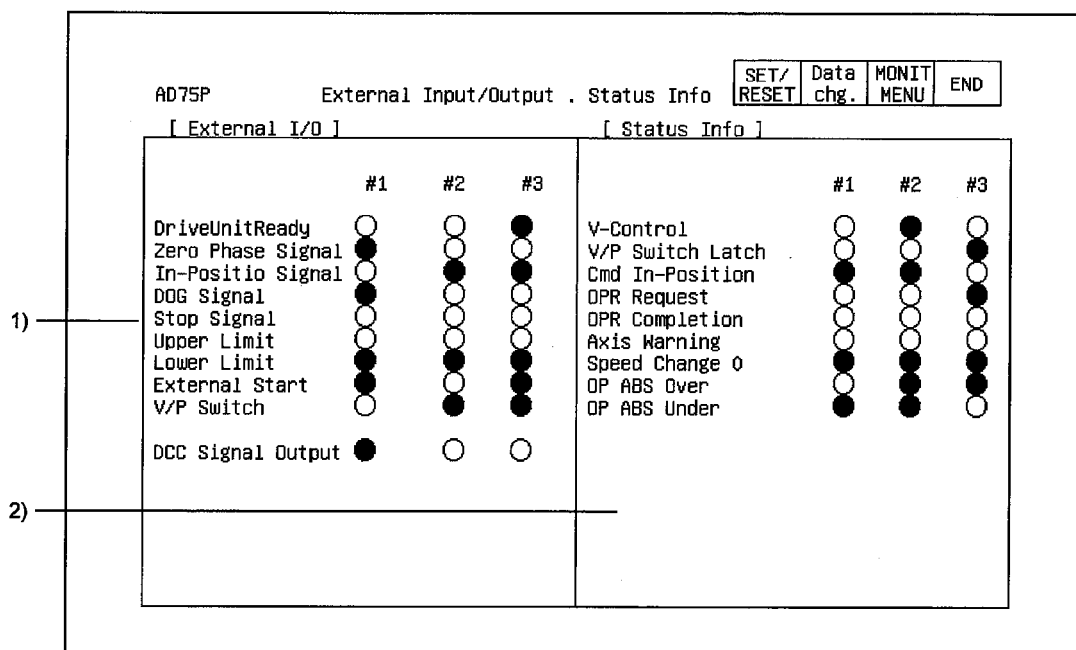 AD75P External Input/Output . Status Info SET/ RESET Data chg. MONIT MENU END
[ External I/O ] [ Status Info ]
#1 #2 #3 #1 #2 #3
DriveUnitReady V-Control
Zero Phase Signal V/P Switch Latch
In-Positio Signal Cmd In-Position
DOG Signal OPR Request
1) Stop Signal OPR Completion
Upper Limit Axis Warning
Lower Limit Speed Change 0
External Start OP ABS Over
V/P Switch OP ABS Under
DCC Signal Output
2)